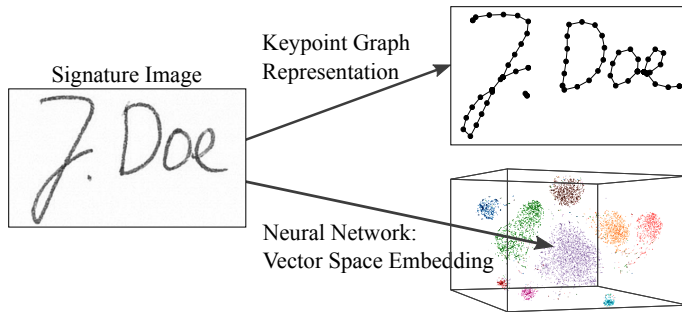 Keypoint Graph
Representation
Signature Image
J. Doe
J. Doe
Neural Network:
Vector Space Embedding